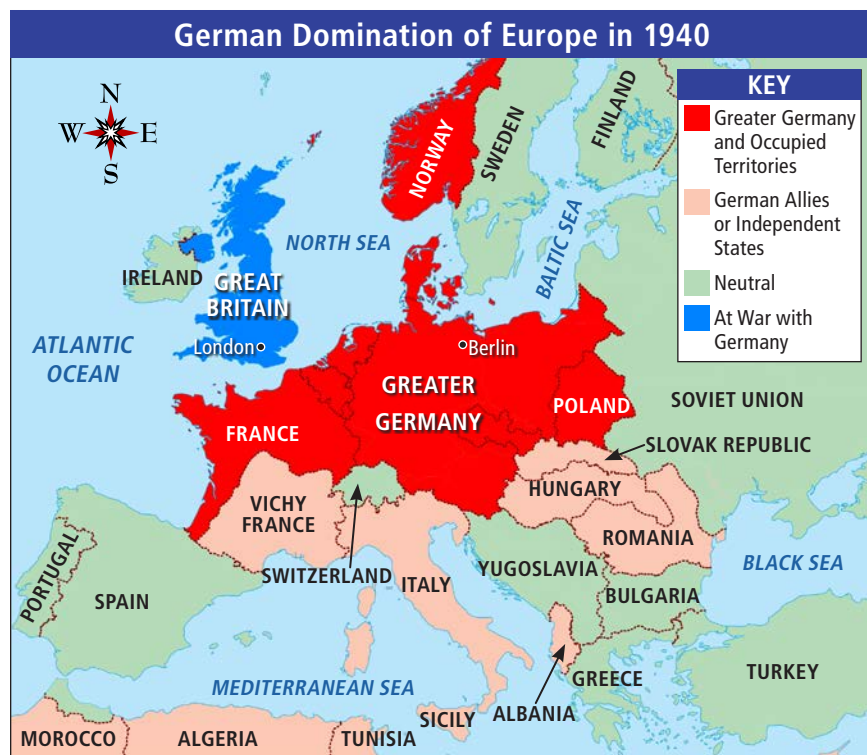 German Domination of Europe in 1940
N
W
E
S
KEY
Greater Germany
and Occupied
Territories
German Allies
or Independent
States
Neutral
At War with
Germany
NORWAY
SWEDEN
FINLAND
NORTH SEA
BALTIC SEA
IRELAND
GREAT
BRITAIN
London
ATLANTIC
OCEAN
Berlin
GREATER
GERMANY
POLAND
SOVIET UNION
FRANCE
SLOVAK REPUBLIC
HUNGARY
VICHY
FRANCE
ROMANIA
BLACK SEA
SWITZERLAND
ITALY
YUGOSLAVIA
BULGARIA
PORTUGAL
SPAIN
TURKEY
GREECE
MEDITERRANEAN SEA
SICILY
ALBANIA
MOROCCO
ALGERIA
TUNISIA